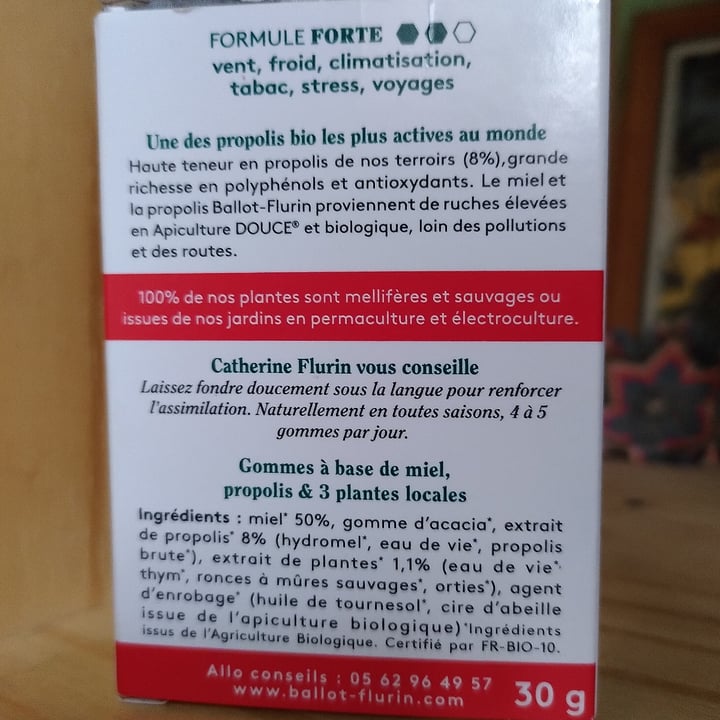 FORMULE FORTE
vent, froid, climatisation,
tabac, stress, voyages
Une des propolis bio les plus actives au monde
Haute teneur en propolis de nos terroirs (8%), grande
richesse en polyphénols et antioxydants. Le miel et
la propolis Ballot-Flurin proviennent de ruches élevées
en Apiculture DOUCE® et biologique, loin des pollutions
et des routes.
100% de nos plantes sont mellifères et sauvages ou
issues de nos jardins en permaculture et électroculture.
Catherine Flurin vous conseille
Laissez fondre doucement sous la langue pour renforcer
l'assimilation. Naturellement en toutes saisons, 4 à 5
gommes par jour.
Gommes à base de miel,
propolis & 3 plantes locales
Ingrédients : miel* 50%, gomme d'acacia*, extrait
de propolis* 8% (hydromel*, eau de vie*, propolis
brute*), extrait de plantes* 1,1% (eau de vie*
thym*, ronces à mûres sauvages*, orties*), agent
d'enrobage* (huile de tournesol*, cire d'abeille
issue de l'apiculture biologique) *Ingrédients
issus de l'Agriculture Biologique. Certifié par FR-BIO-10.
Allo conseils : 05 62 96 49 57
www.ballot-flurin.com
30 g